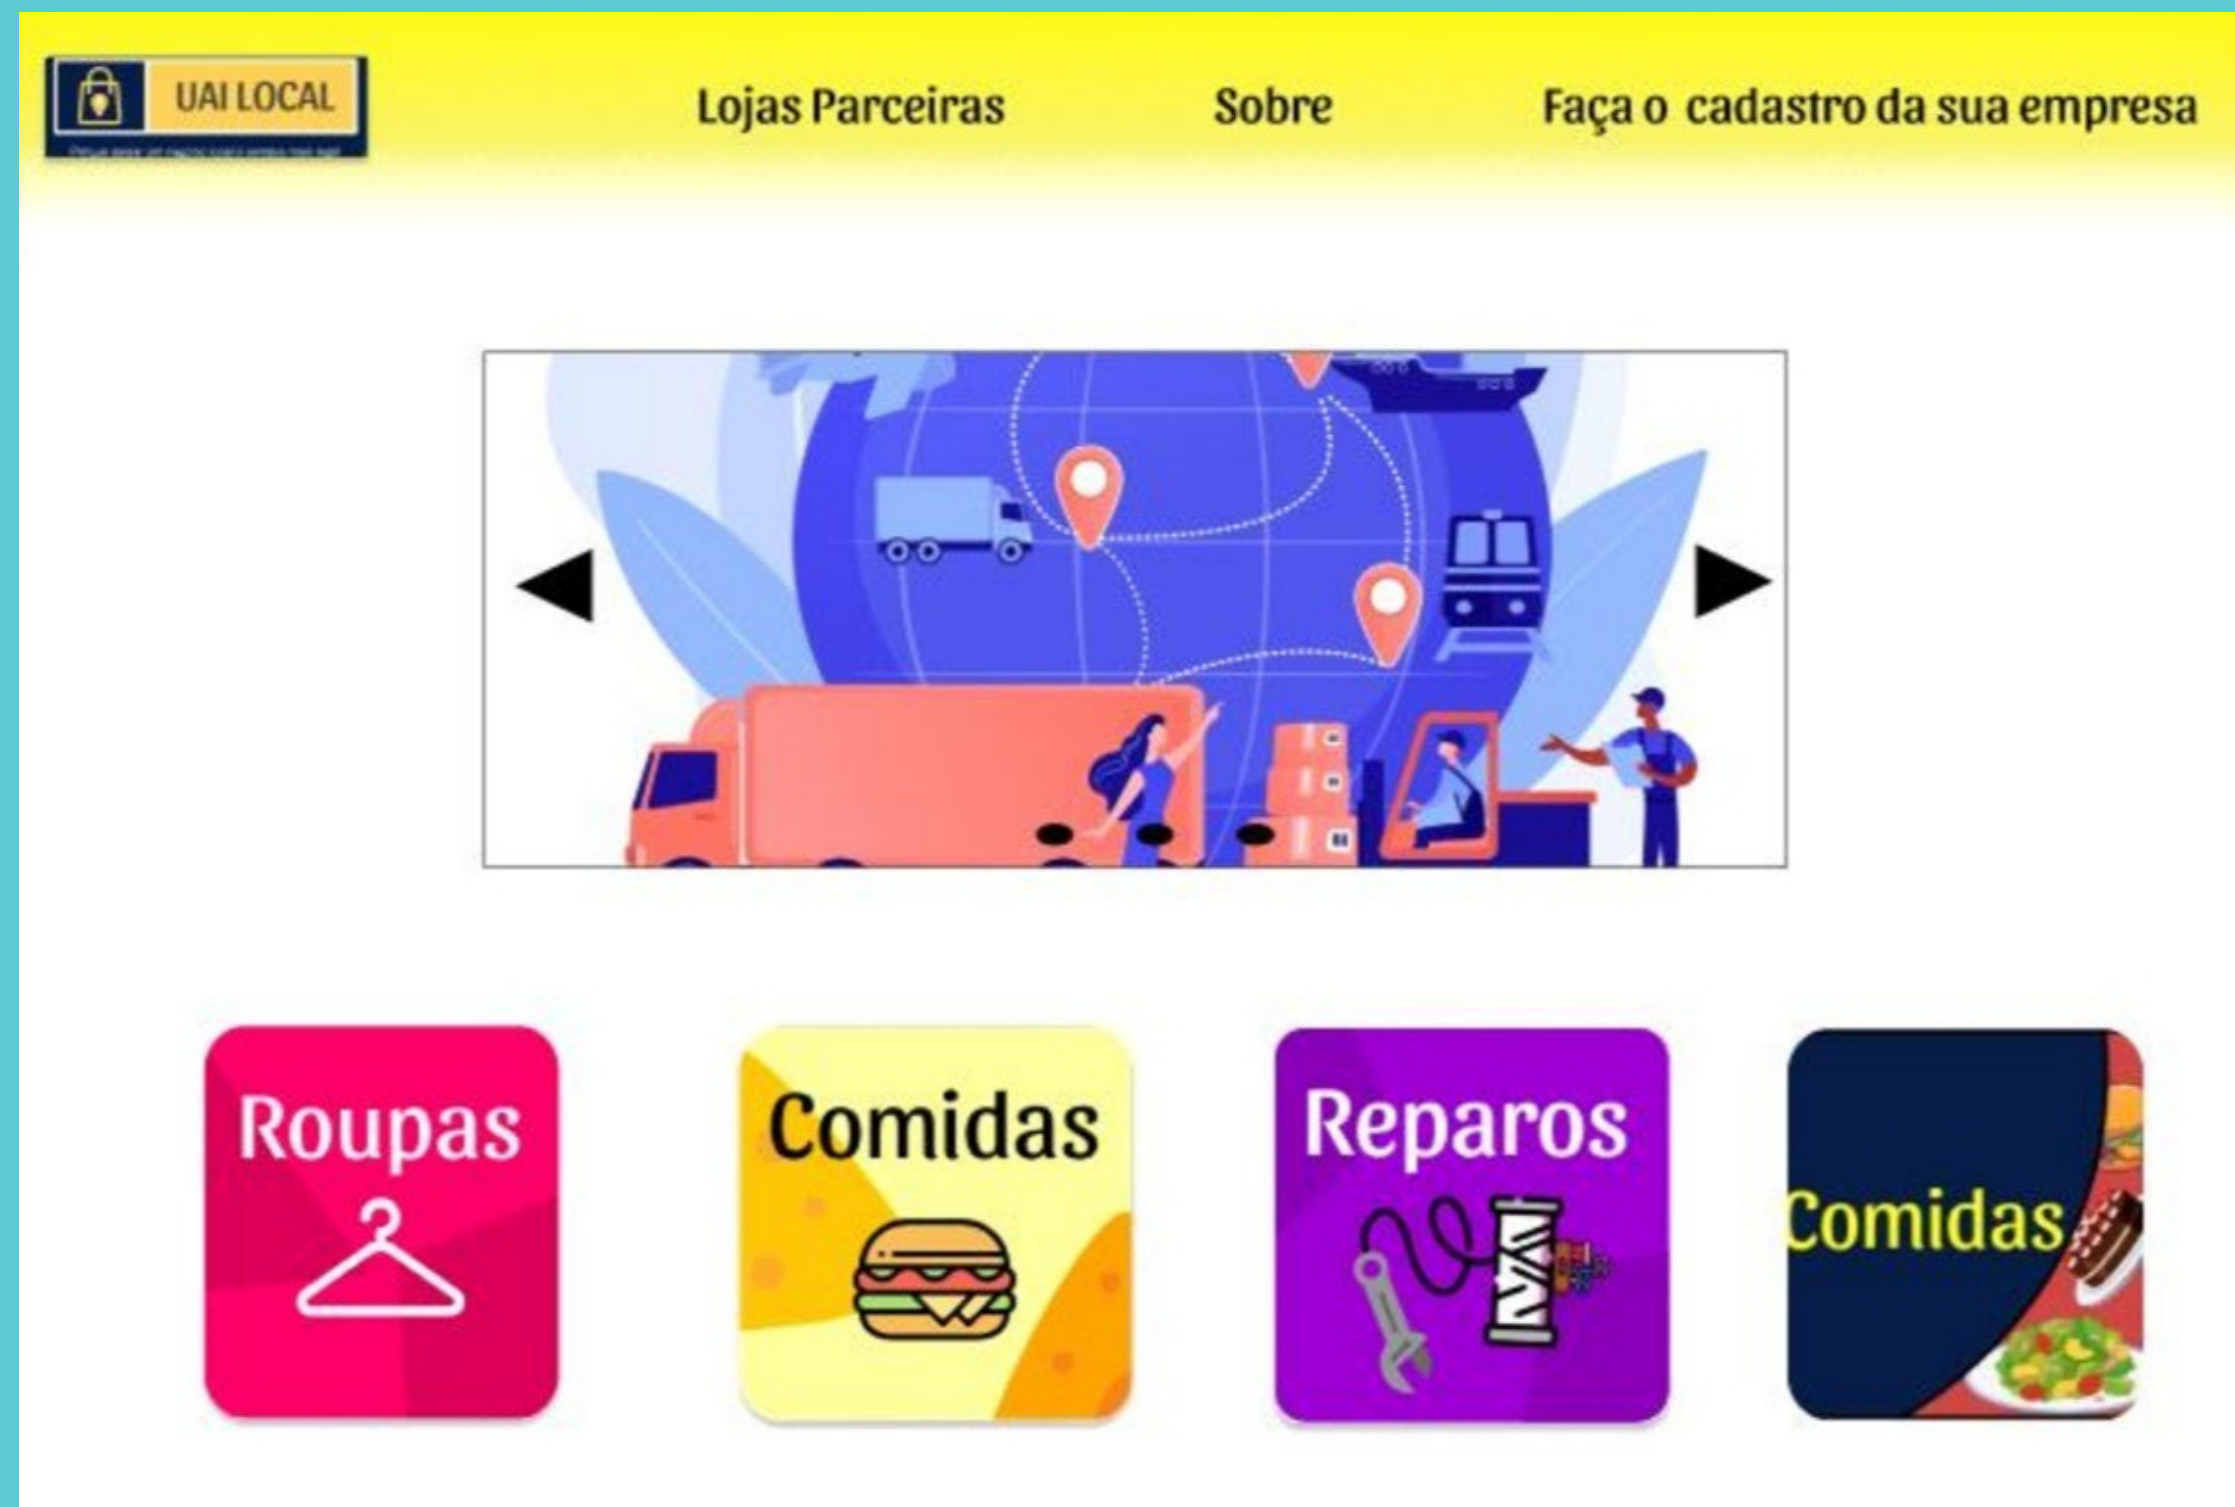 UAI LOCAL
Lojas Parceiras
Sobre
Faça o cadastro da sua empresa
Roupas
Comidas
Reparos
Comidas